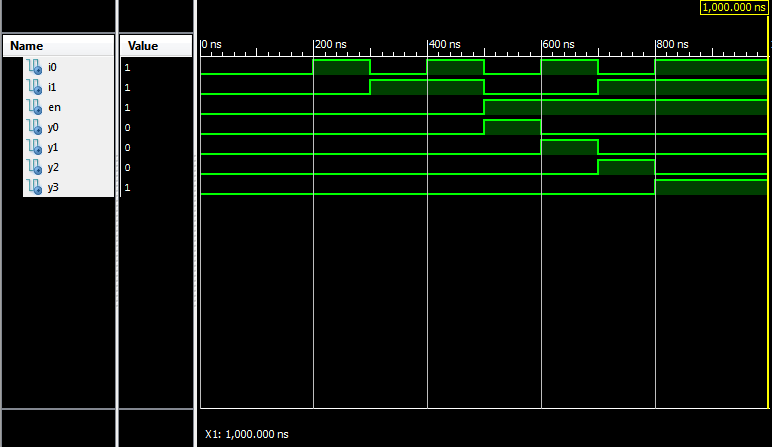 1,000.000 ns
Name Value 0 ns 200 ns 400 ns 600 ns 800 ns
i0 1
i1 1
en 1
y0 0
y1 0
y2 0
y3 1
X1: 1,000.000 ns